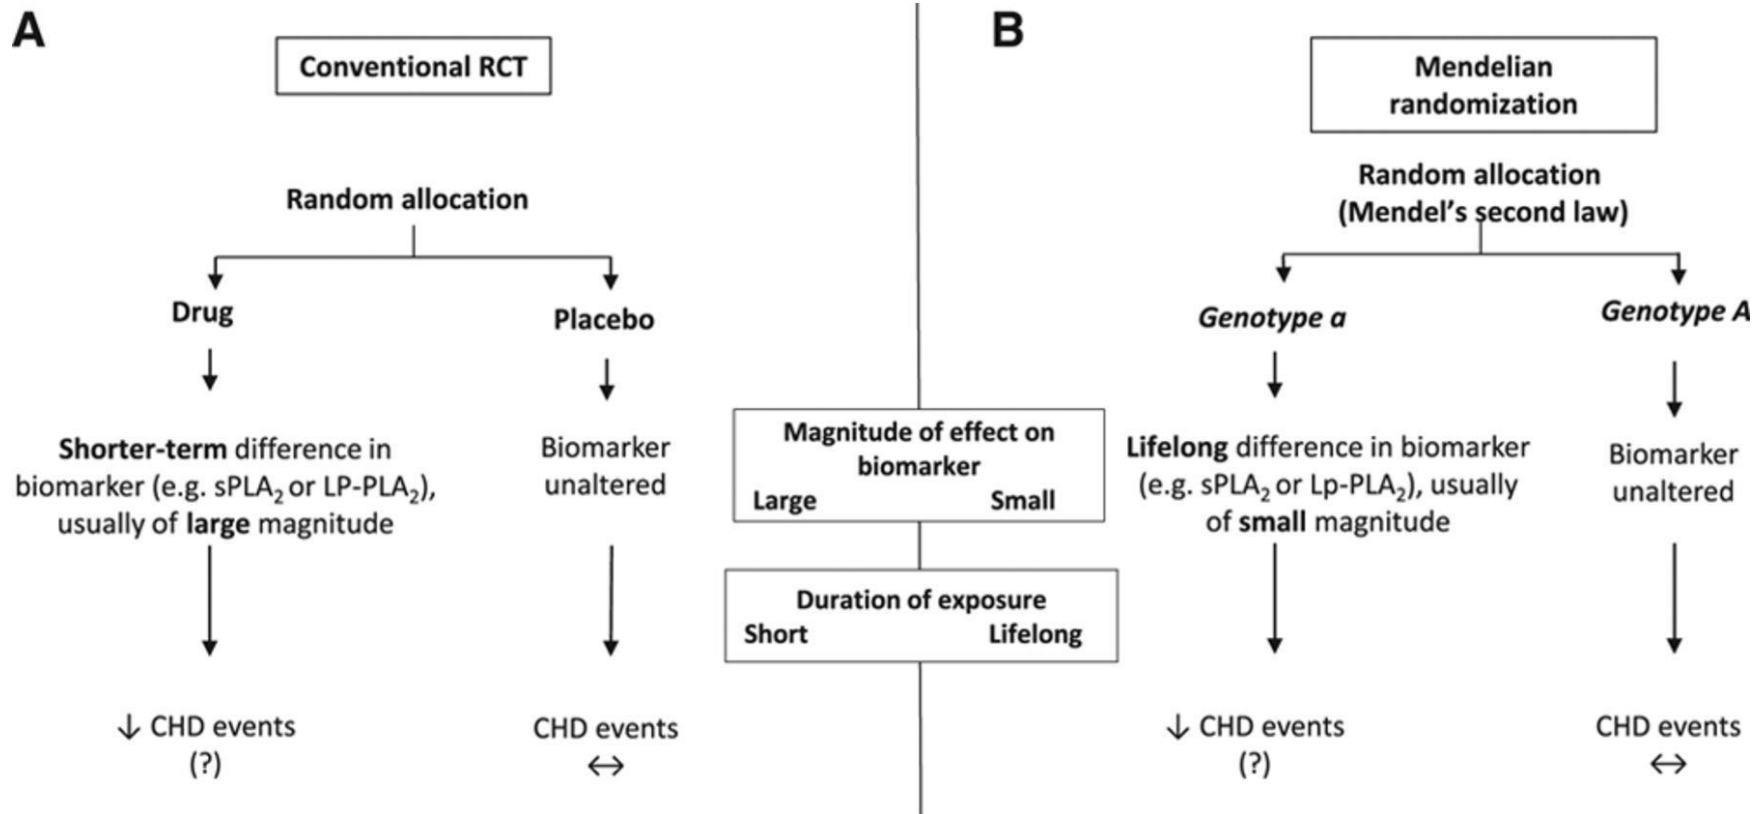 A
Conventional RCT
Random allocation
Drug
Placebo
Shorter-term difference in
biomarker (e.g. sPLA2 or LP-PLA2),
usually of large magnitude
Biomarker
unaltered
↓ CHD events
(?)
CHD events
↔
Magnitude of effect on
biomarker
Large Small
Duration of exposure
Short Lifelong
B
Mendelian
randomization
Random allocation
(Mendel's second law)
Genotype a
Genotype A
Lifelong difference in biomarker
(e.g. sPLA2 or Lp-PLA2), usually
of small magnitude
Biomarker
unaltered
↓ CHD events
(?)
CHD events
↔